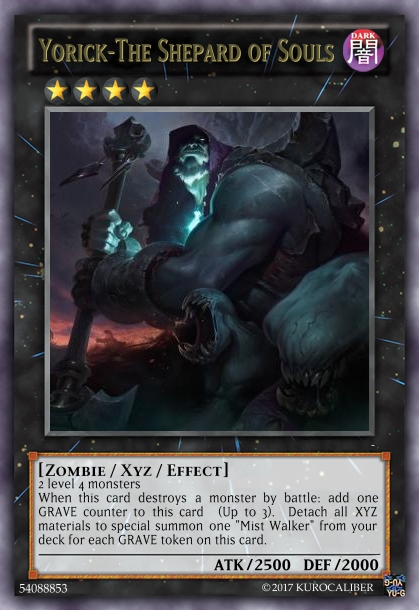 Yorick-The Shepard of Souls
DARK
闇
[Zombie / Xyz / Effect]
2 level 4 monsters
When this card destroys a monster by battle: add one
GRAVE counter to this card (Up to 3). Detach all XYZ
materials to special summon one "Mist Walker" from your
deck for each GRAVE token on this card.
ATK/2500 DEF/2000
54088853
©2017 KUROCALIBER